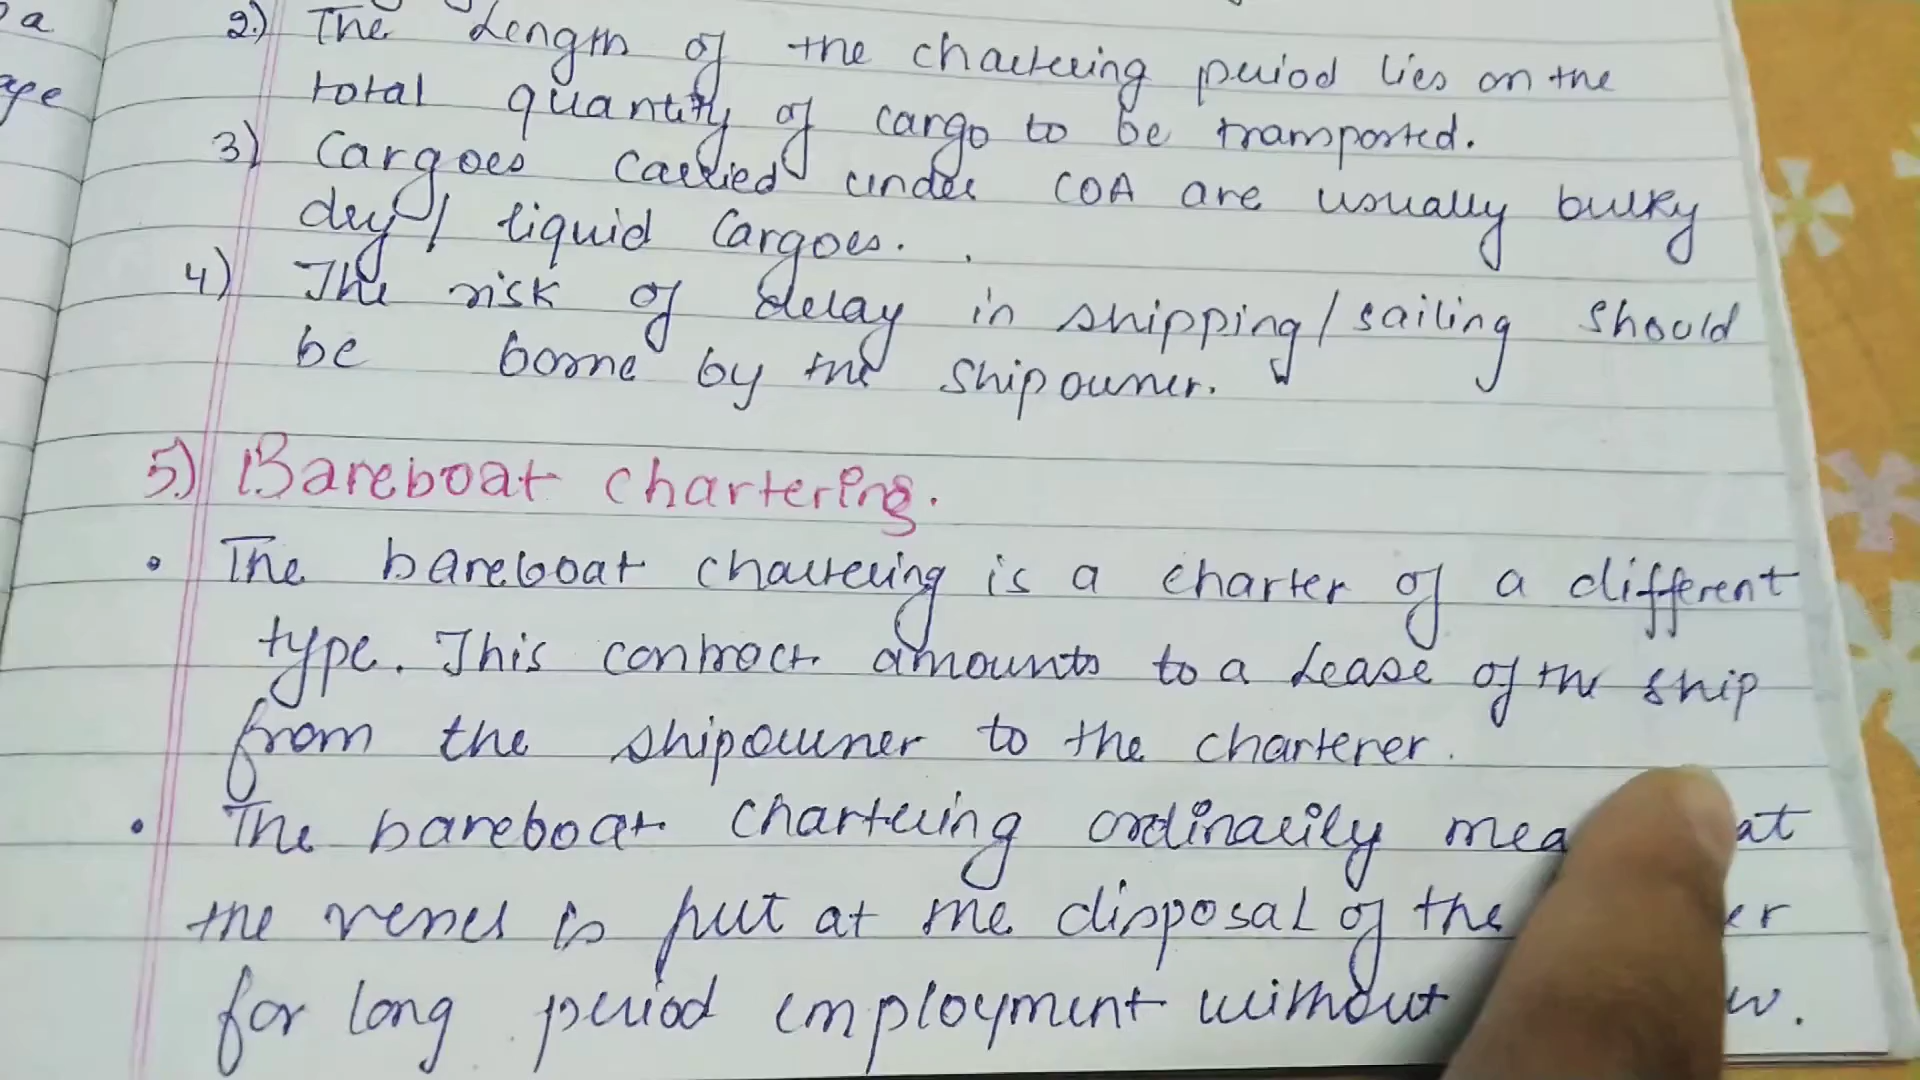 a
2.) The Length of the chartering period lies on the
total quantity of cargo to be transported.
3) Cargoes carried under COA are usually bulky
dry/ liquid Cargoes.
4) The risk of delay in shipping/sailing should
be borne by the shipowner.
5.) Bareboat chartering.
• The bareboat chartering is a charter of a different
type. This contract amounts to a Lease of the ship
from the shipowner to the charterer.
• The bareboat chartering ordinarily mea at
the vessel is put at the disposal of the er
for long period employment without w.